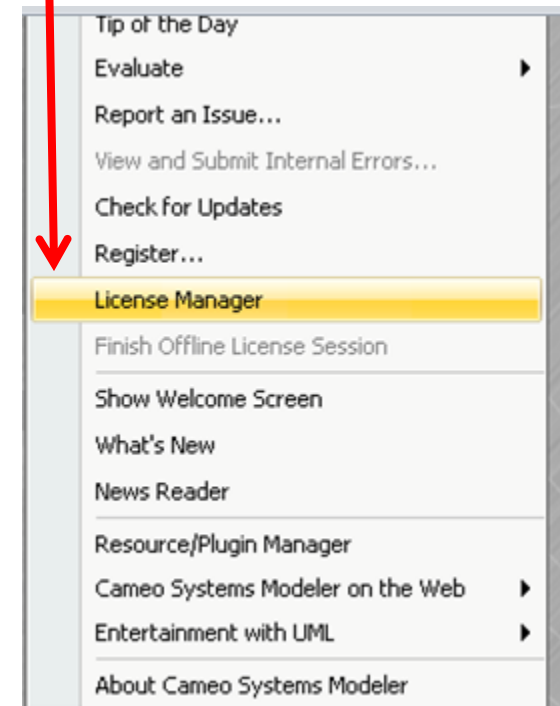 Tip of the Day
Evaluate
Report an Issue...
View and Submit Internal Errors...
Check for Updates
Register...
License Manager
Finish Offline License Session
Show Welcome Screen
What's New
News Reader
Resource/Plugin Manager
Cameo Systems Modeler on the Web
Entertainment with UML
About Cameo Systems Modeler